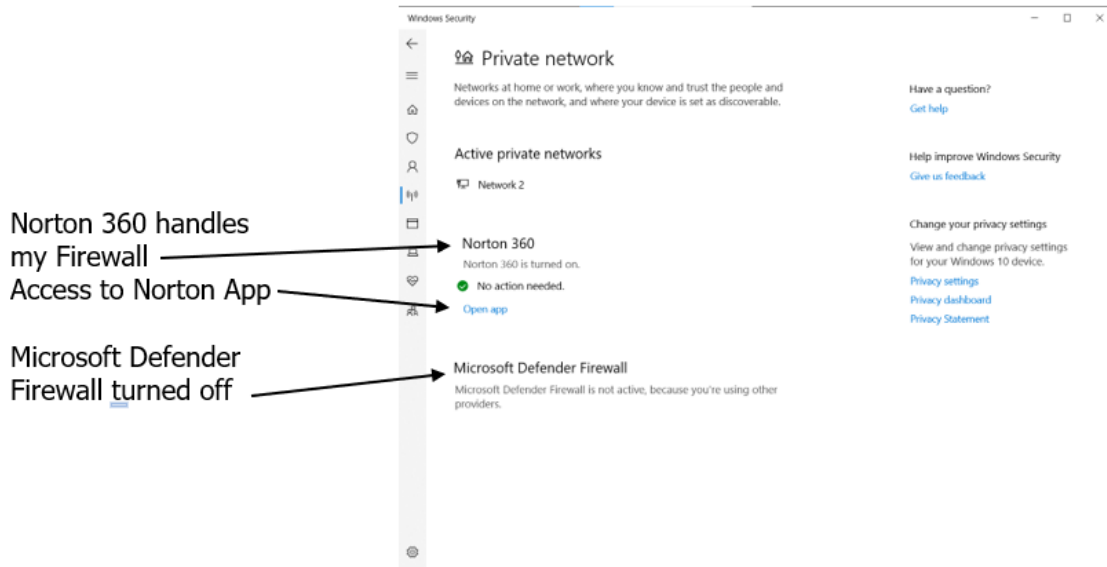 Windows Security
Private network
Networks at home or work, where you know and trust the people and
devices on the network, and where your device is set as discoverable.
Active private networks
Network 2
Norton 360
Norton 360 is turned on.
No action needed.
Open app
Microsoft Defender Firewall
Microsoft Defender Firewall is not active, because you're using other
providers.
Have a question?
Get help
Help improve Windows Security
Give us feedback
Change your privacy settings
View and change privacy settings
for your Windows 10 device.
Privacy settings
Privacy dashboard
Privacy Statement
Norton 360 handles
my Firewall
Access to Norton App
Microsoft Defender
Firewall turned off